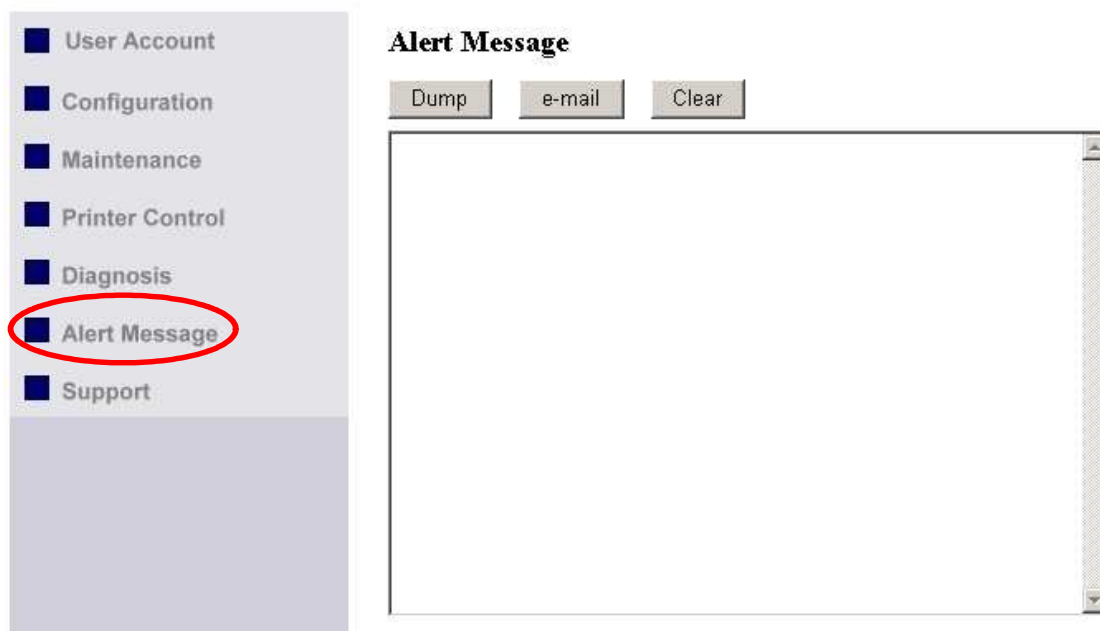 User Account
Configuration
Maintenance
Printer Control
Diagnosis
Alert Message
Support
Alert Message
Dump e-mail Clear